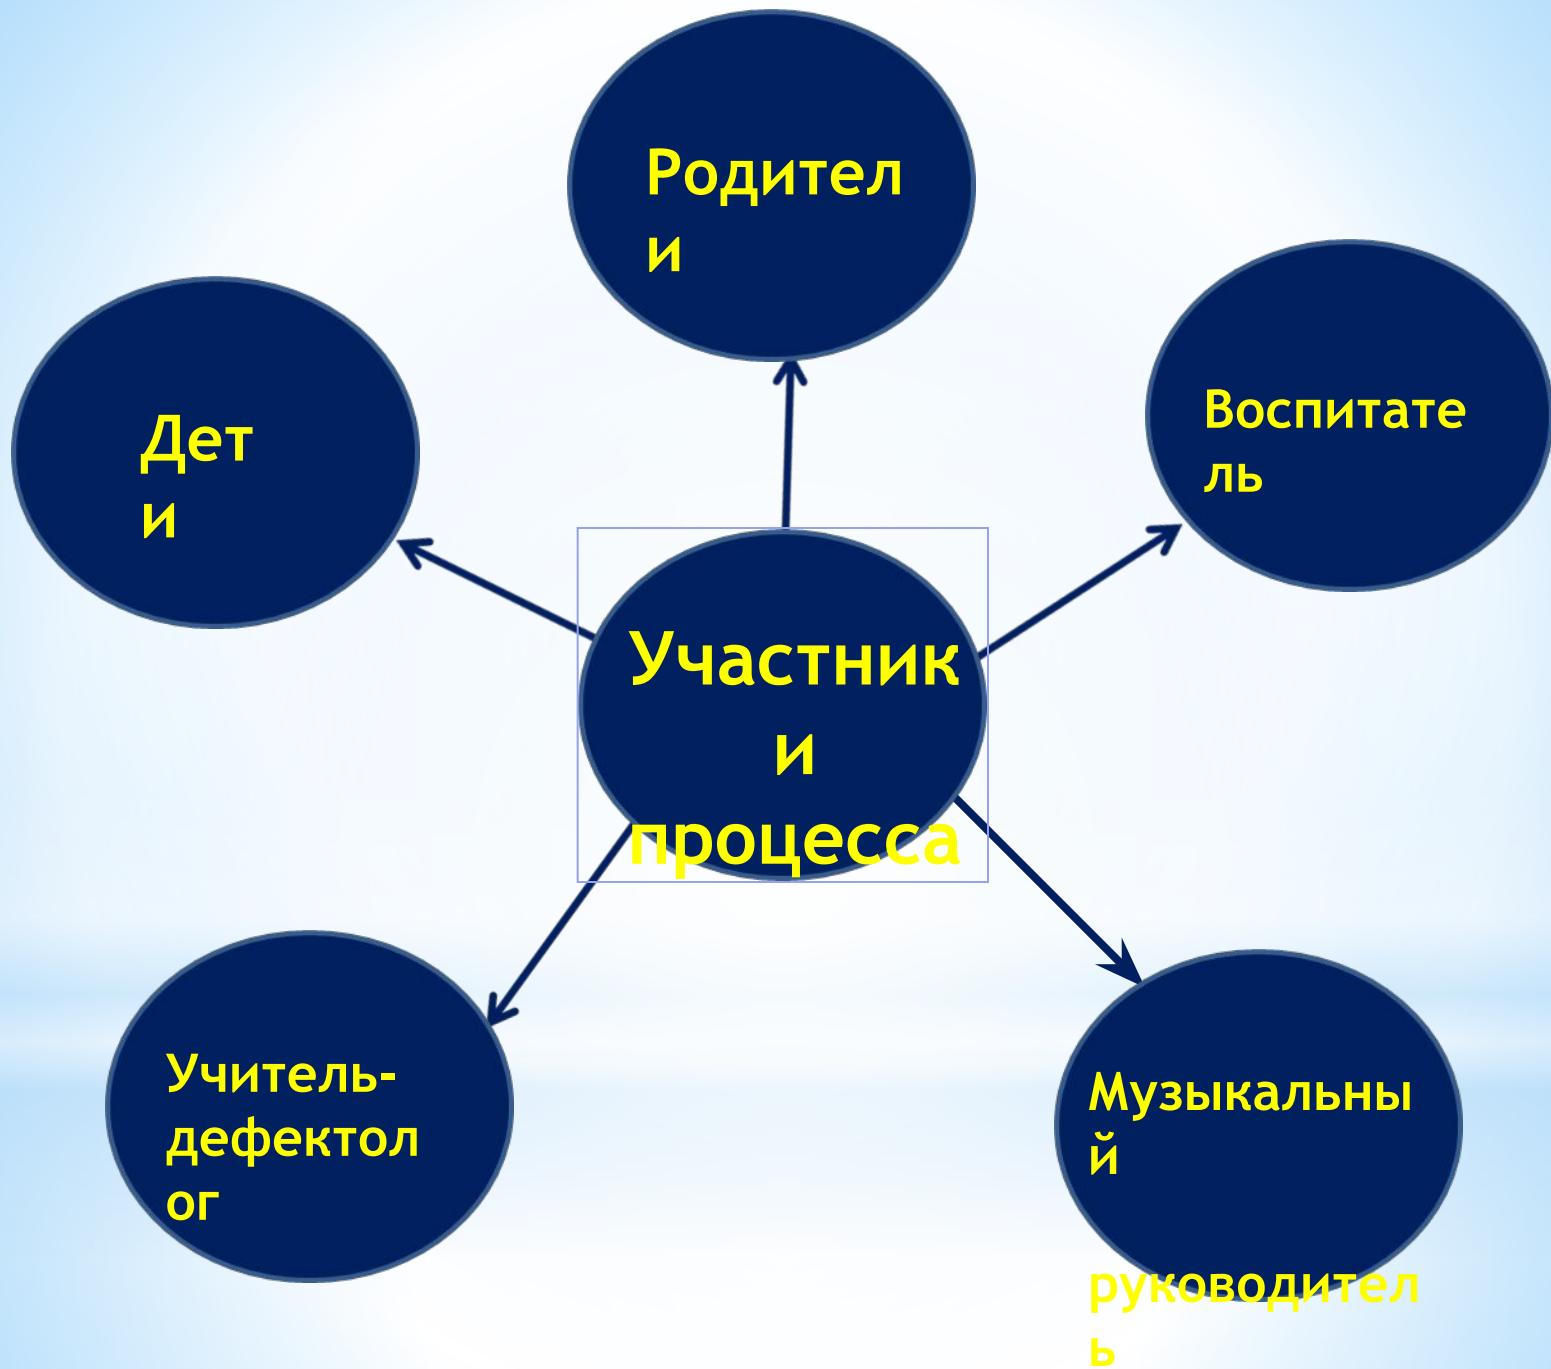 Родител
и
Дет
и
Воспитате
ль
Участник
и
процесса
Учитель-
дефектол
ог
Музыкальны
й
руководител
ь